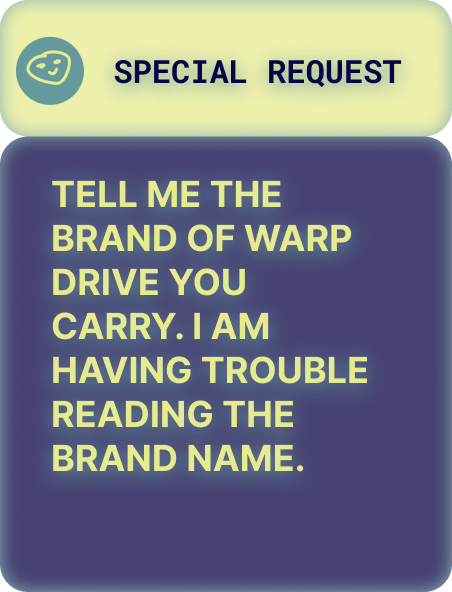 SPECIAL REQUEST
TELL ME THE
BRAND OF WARP
DRIVE YOU
CARRY. I AM
HAVING TROUBLE
READING THE
BRAND NAME.